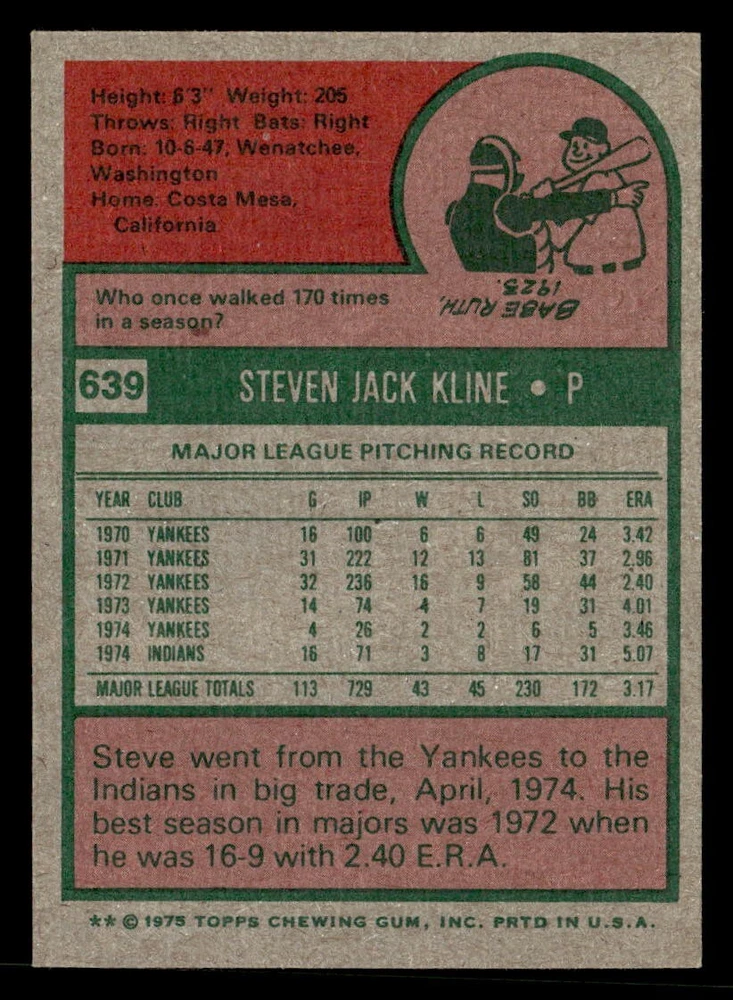 Height: 6'3" Weight: 205
Throws: Right Bats: Right
Born: 10-6-47, Wenatchee,
Washington
Home: Costa Mesa,
California
Who once walked 170 times
in a season?
BABE RUTH,
1923.
639 STEVEN JACK KLINE • P
MAJOR LEAGUE PITCHING RECORD
YEAR CLUB G IP W L SO BB ERA
1970 YANKEES 16 100 6 6 49 24 3.42
1971 YANKEES 31 222 12 13 81 37 2.96
1972 YANKEES 32 236 16 9 58 44 2.40
1973 YANKEES 14 74 4 7 19 31 4.01
1974 YANKEES 4 26 2 2 6 5 3.46
1974 INDIANS 16 71 3 8 17 31 5.07
MAJOR LEAGUE TOTALS 113 729 43 45 230 172 3.17
Steve went from the Yankees to the
Indians in big trade, April, 1974. His
best season in majors was 1972 when
he was 16-9 with 2.40 E.R.A.
** © 1975 TOPPS CHEWING GUM, INC. PRTD IN U.S.A.